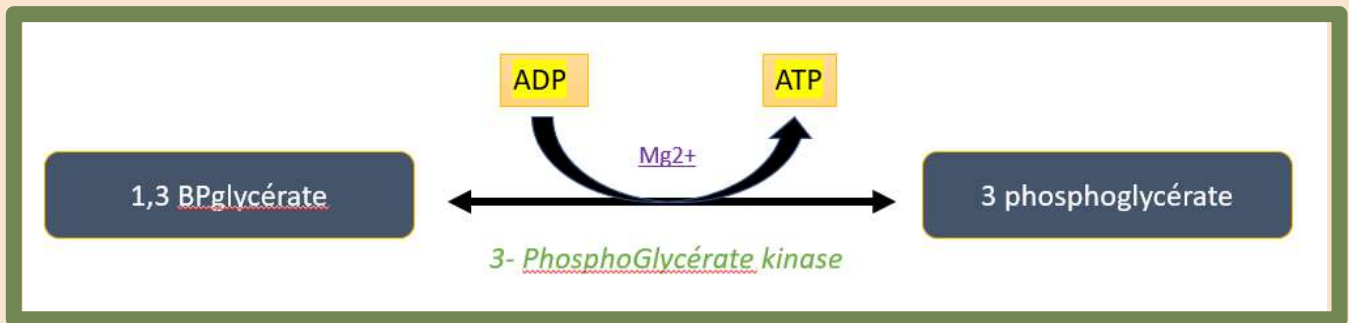 ADP
ATP
Mg2+
1,3 BPglycérate
3 phosphoglycérate
3- PhosphoGlycérate kinase